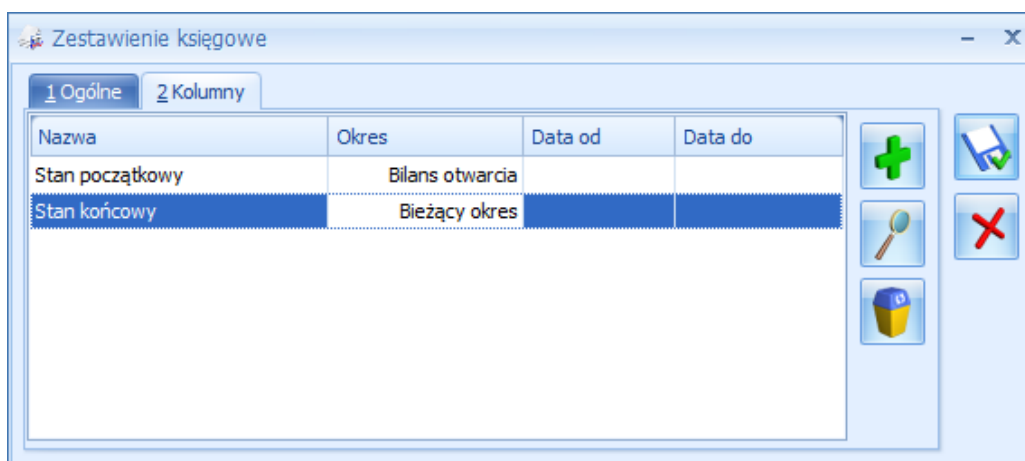 Zestawienie księgowe
1 Ogólne 2 Kolumny
Nazwa Okres Data od Data do
Stan początkowy Bilans otwarcia
Stan końcowy Bieżący okres